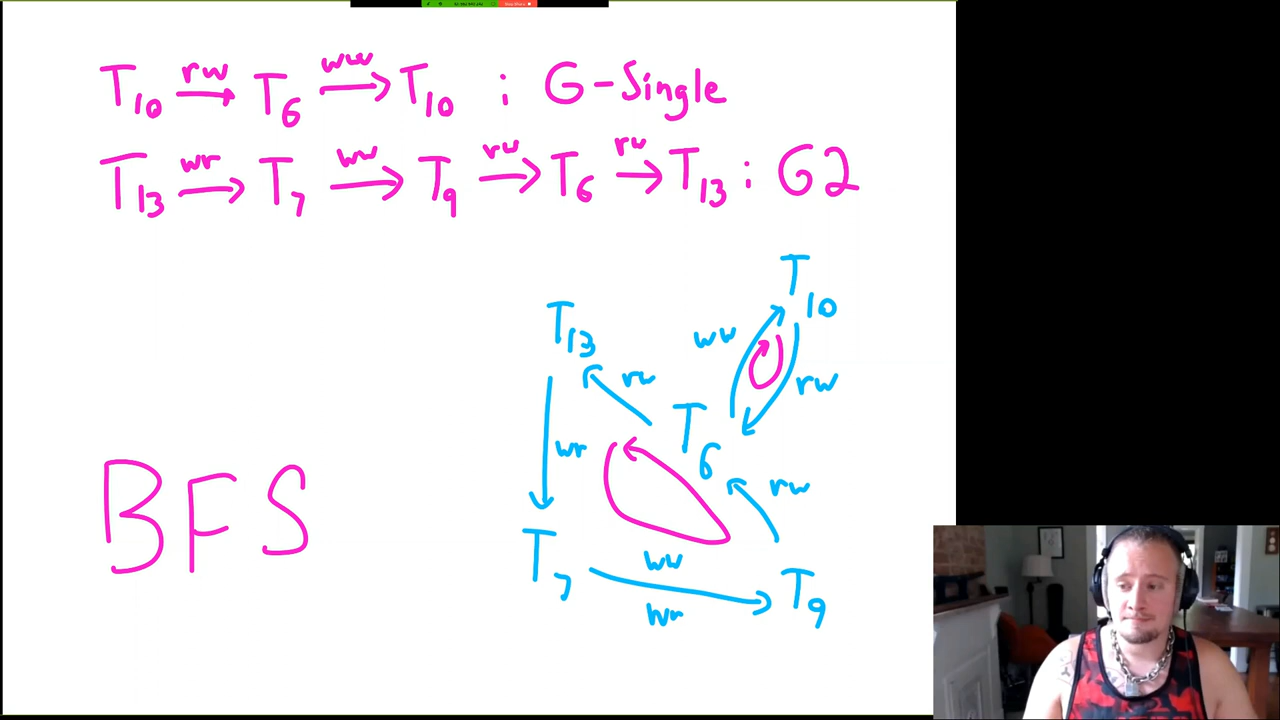 T10 rw→ T6 ww→ T10 : G-Single
T13 wr→ T7 ww→ T9 rw→ T6 rw→ T13 : G2
T10
T13
ww
rw
rw
T6
wr
rw
BFS
T7
ww
T9
wr